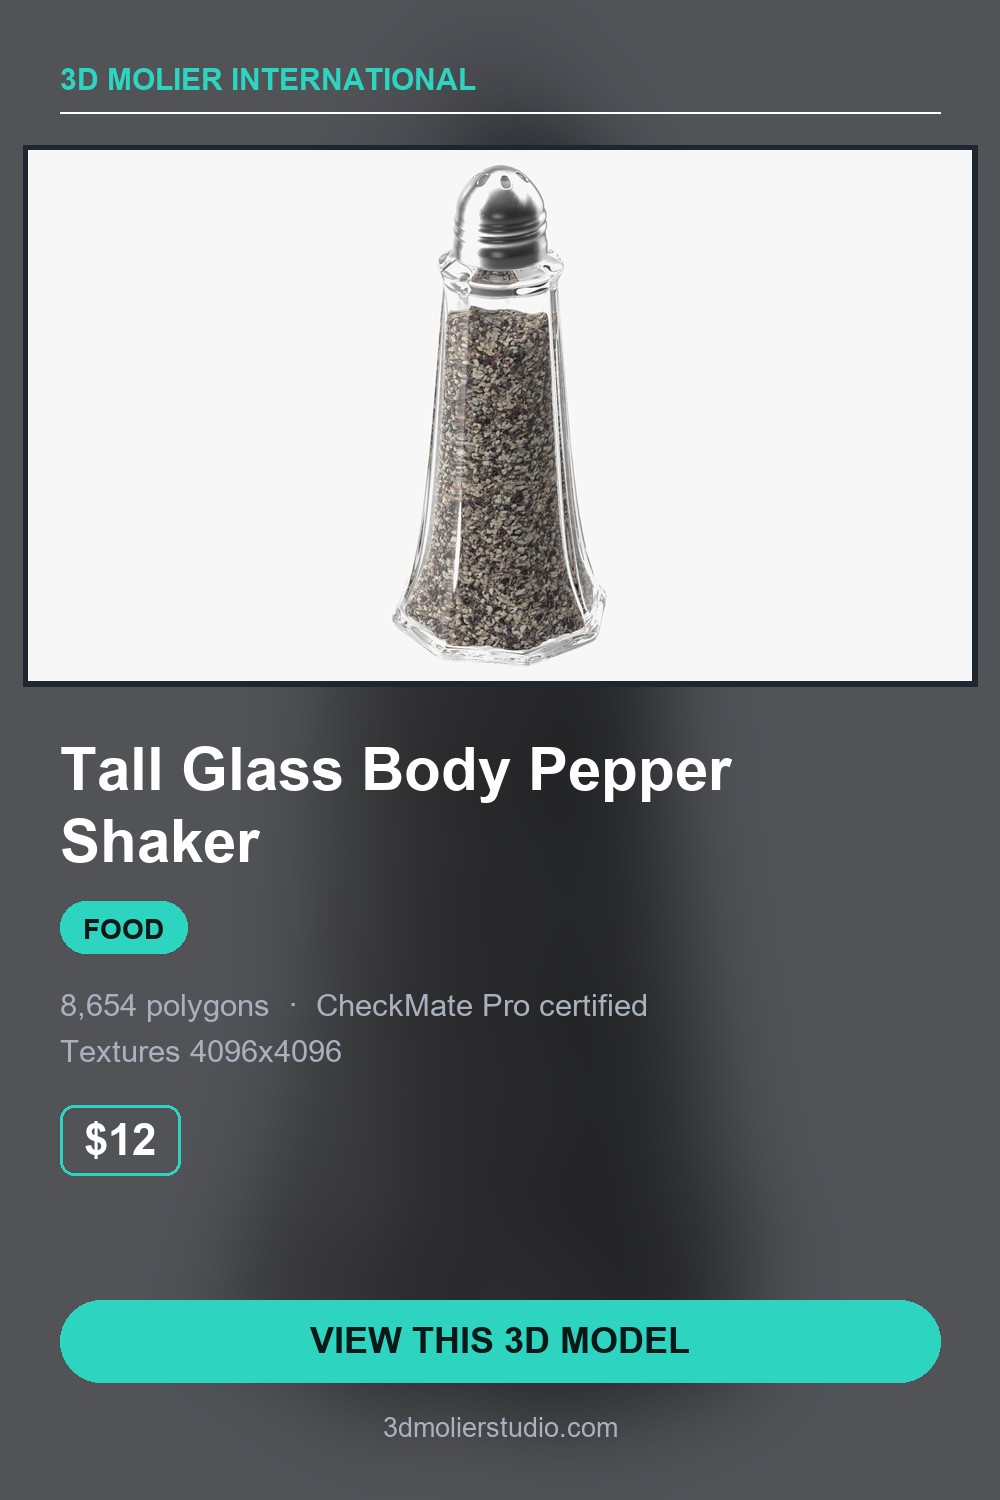 3D MOLIER INTERNATIONAL
Tall Glass Body Pepper
Shaker
FOOD
8,654 polygons · CheckMate Pro certified
Textures 4096x4096
$12
VIEW THIS 3D MODEL
3dmolierstudio.com